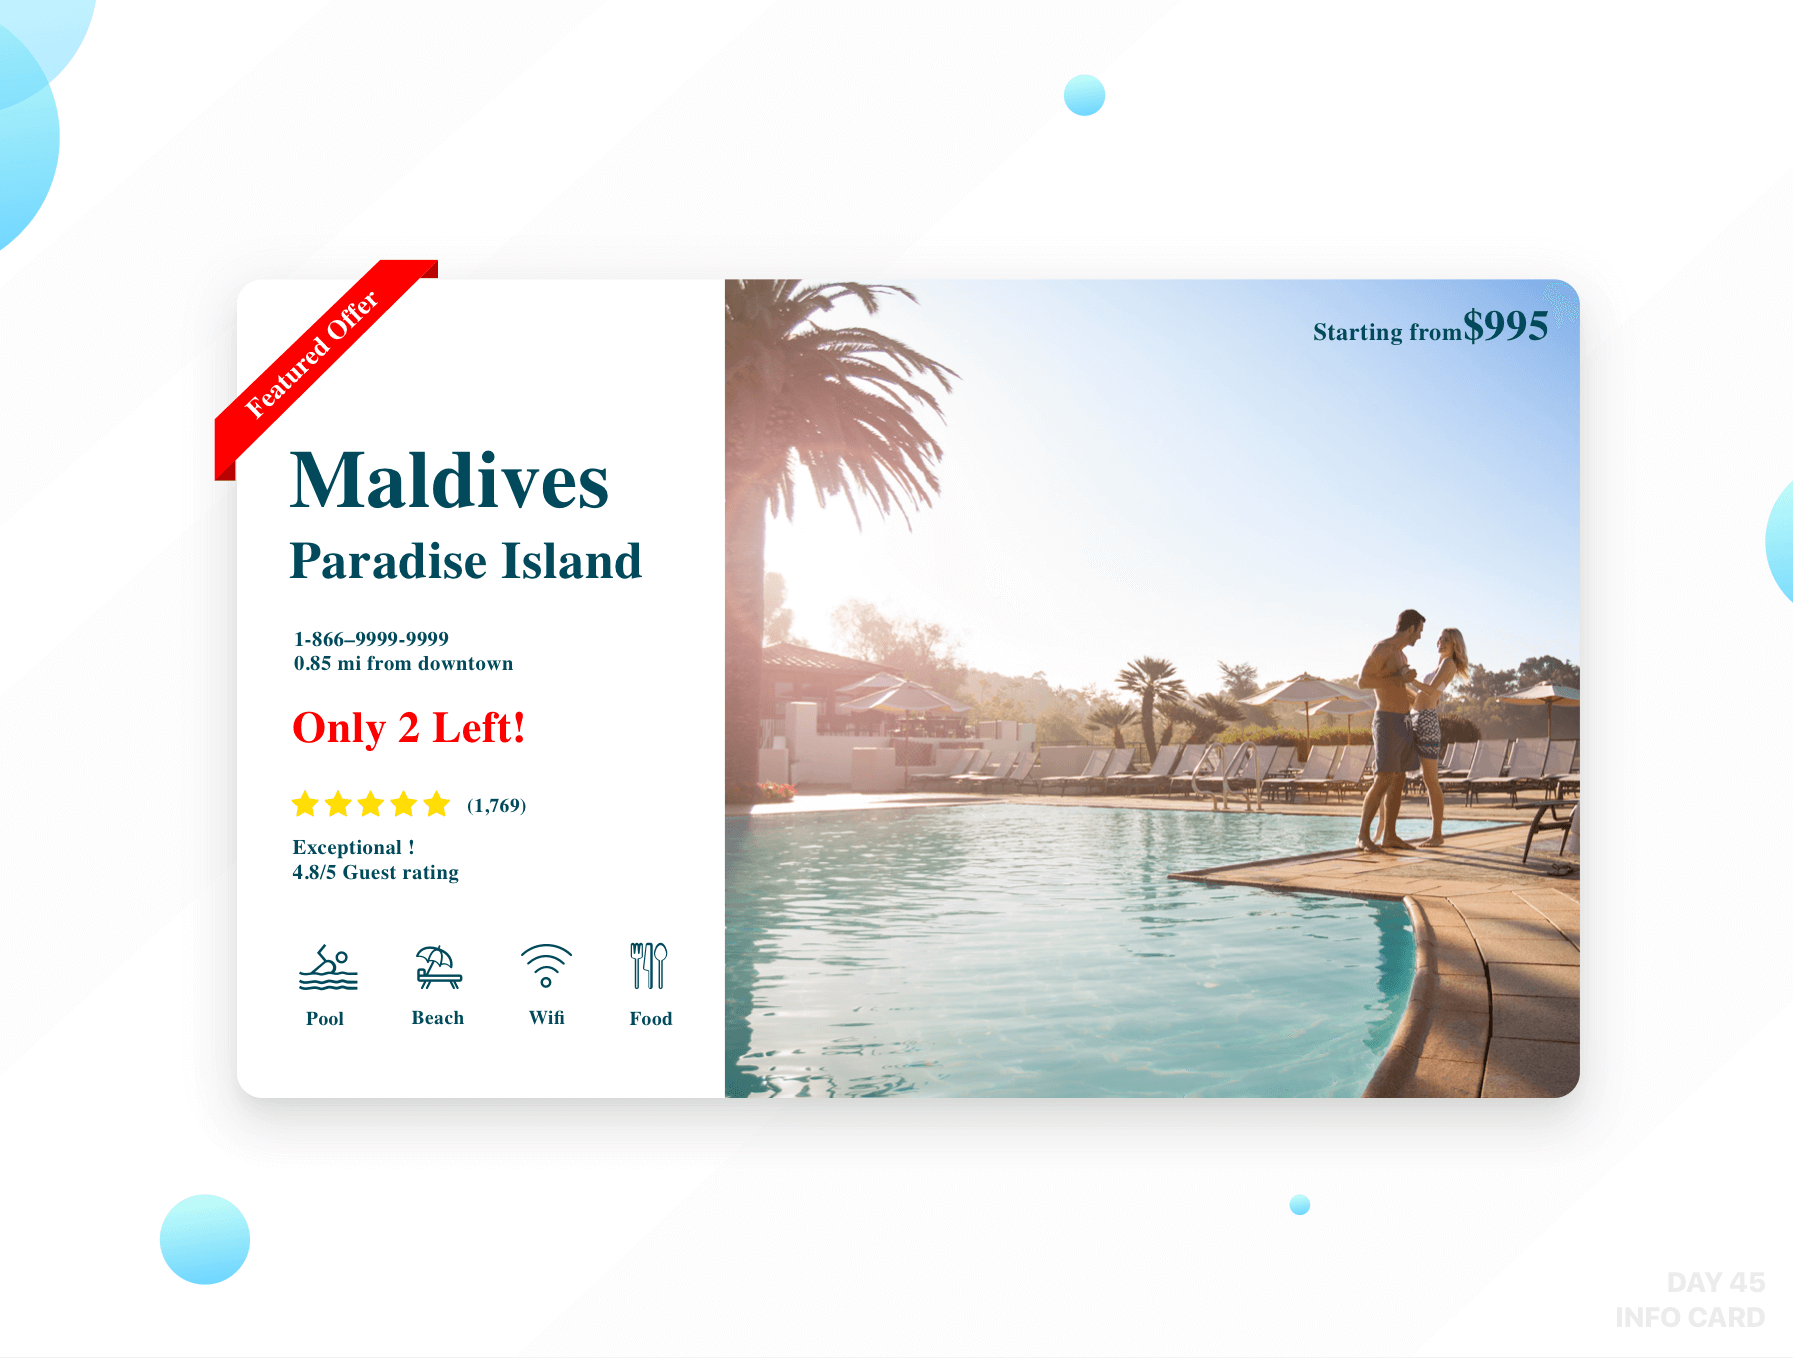 Featured Offer
Starting from$995
Maldives
Paradise Island
1-866–9999-9999
0.85 mi from downtown
Only 2 Left!
(1,769)
Exceptional !
4.8/5 Guest rating
Pool Beach Wifi Food
DAY 45
INFO CARD